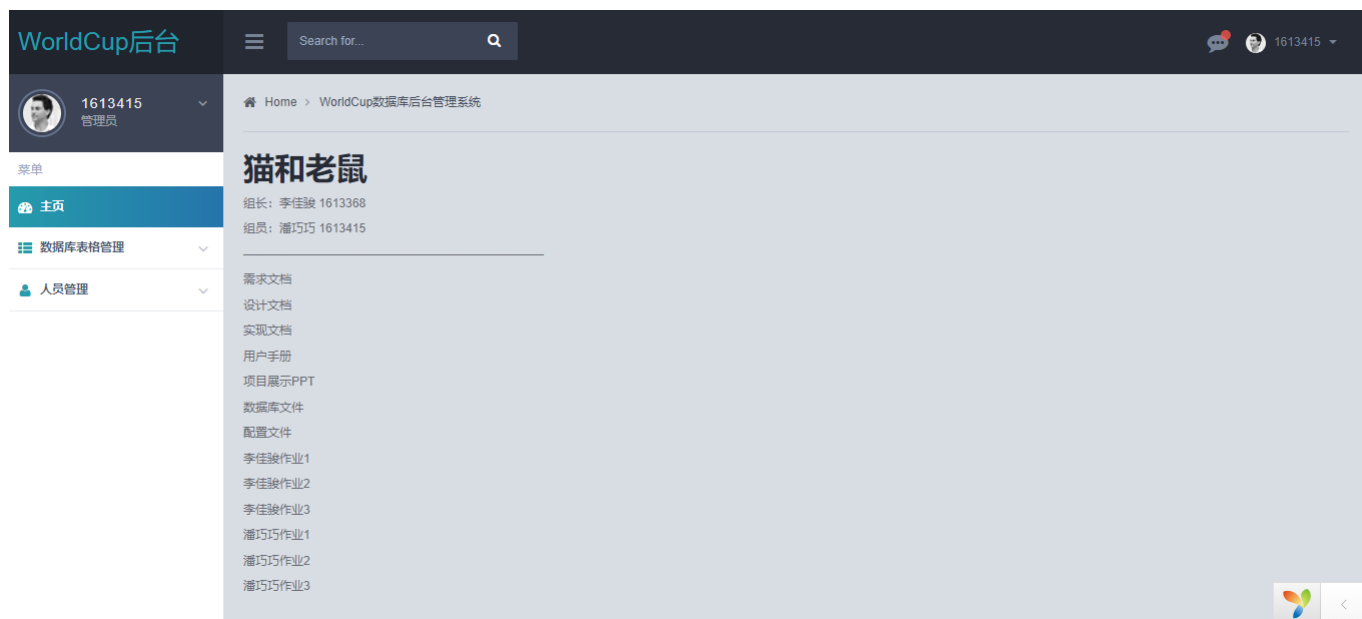 WorldCup后台
Search for...
1613415
1613415
管理员
Home > WorldCup数据库后台管理系统
菜单
主页
数据库表格管理
人员管理
猫和老鼠
组长：李佳骏 1613368
组员：潘巧巧 1613415
需求文档
设计文档
实现文档
用户手册
项目展示PPT
数据库文件
配置文件
李佳骏作业1
李佳骏作业2
李佳骏作业3
潘巧巧作业1
潘巧巧作业2
潘巧巧作业3